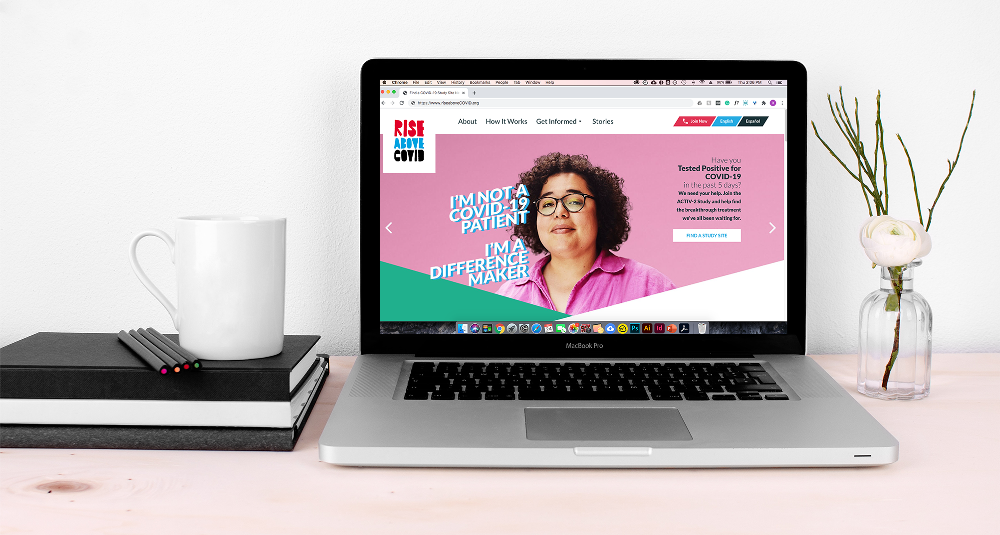 Chrome File Edit View History Bookmarks People Tab Window Help
96% Thu 3:06 PM
Find a COVID-19 Study Site Ne
https://www.riseaboveCOVID.org
RISE
ABOVE
COVID
About How It Works Get Informed Stories
Join Now English Español
I'M NOT A
COVID-19
PATIENT
I'M A
DIFFERENCE
MAKER
Have you
Tested Positive for
COVID-19
in the past 5 days?
We need your help. Join the
ACTIV-2 Study and help find
the breakthrough treatment
we've all been waiting for.
FIND A STUDY SITE
24
Ps Ai Id
MacBook Pro